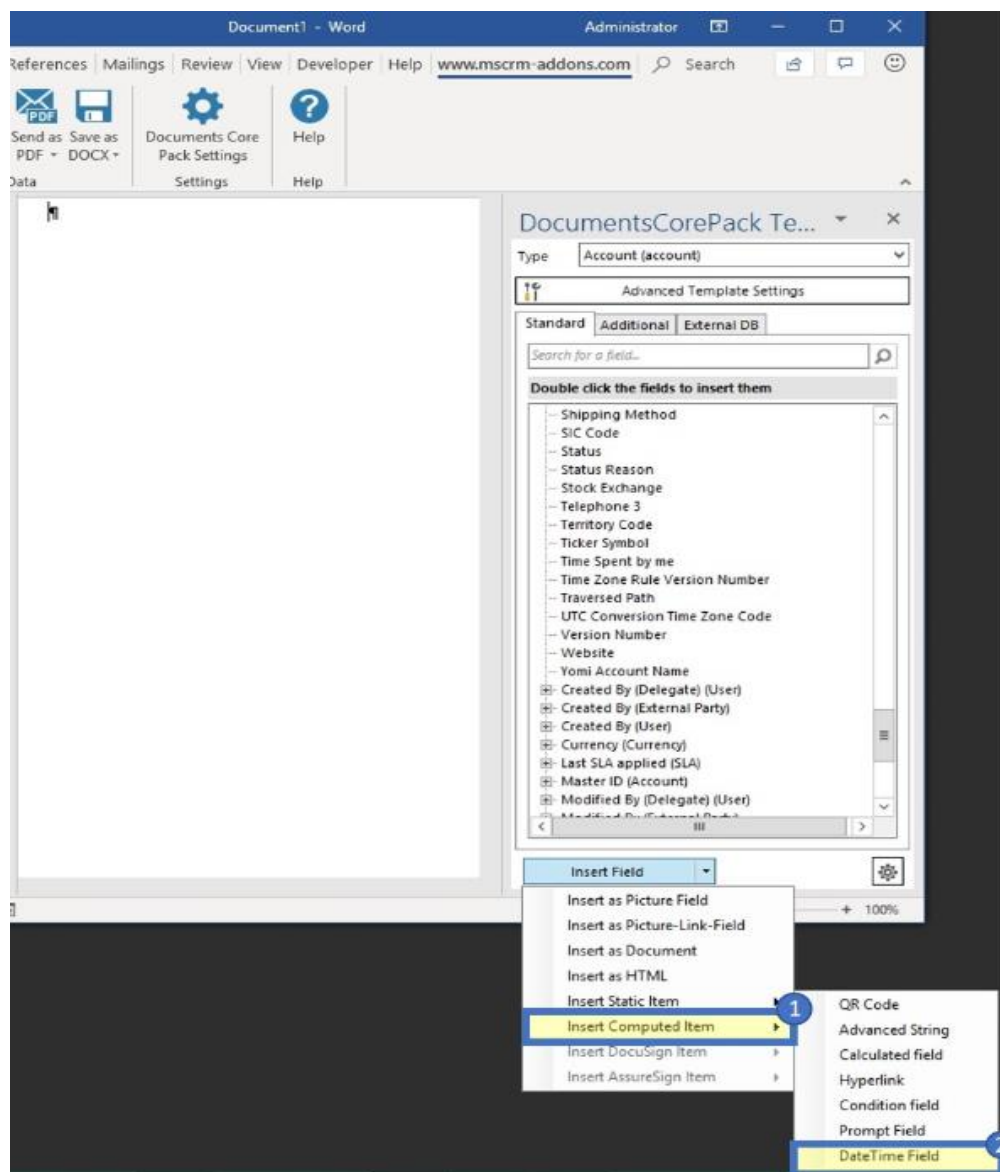 Document1 - Word Administrator
References Mailings Review View Developer Help www.mscrm-addons.com Search
PDF
Send as PDF
Save as DOCX
Documents Core Pack Settings
Help
Data Settings Help
¶
DocumentsCorePack Te...
Type Account (account)
Advanced Template Settings
Standard Additional External DB
Search for a field...
Double click the fields to insert them
Shipping Method
SIC Code
Status
Status Reason
Stock Exchange
Telephone 3
Territory Code
Ticker Symbol
Time Spent by me
Time Zone Rule Version Number
Traversed Path
UTC Conversion Time Zone Code
Version Number
Website
Yomi Account Name
Created By (Delegate) (User)
Created By (External Party)
Created By (User)
Currency (Currency)
Last SLA applied (SLA)
Master ID (Account)
Modified By (Delegate) (User)
Insert Field
+ 100%
Insert as Picture Field
Insert as Picture-Link-Field
Insert as Document
Insert as HTML
Insert Static Item
1
Insert Computed Item
Insert DocuSign Item
Insert AssureSign Item
QR Code
Advanced String
Calculated field
Hyperlink
Condition field
Prompt Field
DateTime Field